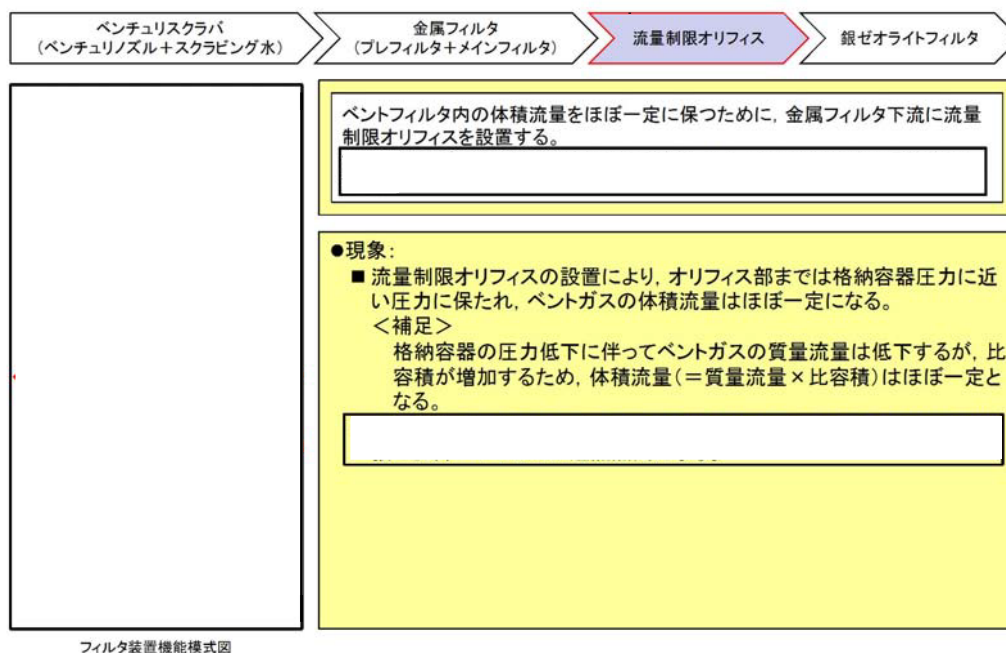 ベンチュリスクラバ
(ベンチュリノズル+スクラビング水)
金属フィルタ
(プレフィルタ+メインフィルタ)
流量制限オリフィス
銀ゼオライトフィルタ
ベントフィルタ内の体積流量をほぼ一定に保つために,金属フィルタ下流に流量
制限オリフィスを設置する。
●現象:
■ 流量制限オリフィスの設置により,オリフィス部までは格納容器圧力に近
い圧力に保たれ,ベントガスの体積流量はほぼ一定になる。
<補足>
格納容器の圧力低下に伴ってベントガスの質量流量は低下するが,比
容積が増加するため,体積流量(=質量流量×比容積)はほぼ一定と
なる。
フィルタ装置機能模式図